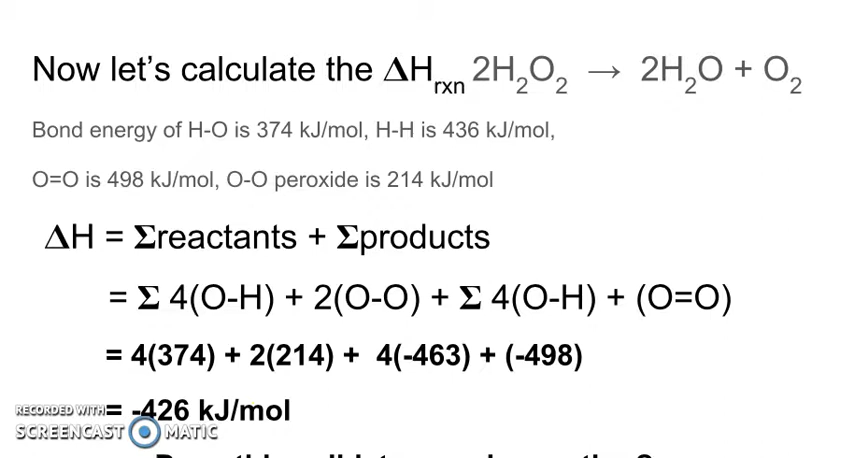 Now let's calculate the ΔHrxn 2H2O2 → 2H2O + O2
Bond energy of H-O is 374 kJ/mol, H-H is 436 kJ/mol,
O=O is 498 kJ/mol, O-O peroxide is 214 kJ/mol
ΔH = Σreactants + Σproducts
= Σ 4(O-H) + 2(O-O) + Σ 4(O-H) + (O=O)
= 4(374) + 2(214) + 4(-463) + (-498)
= -426 kJ/mol
RECORDED WITH
SCREENCAST MATIC